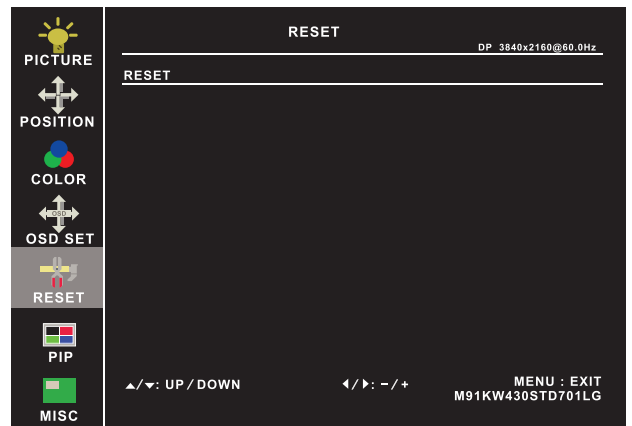 PICTURE
POSITION
COLOR
OSD
OSD SET
RESET
PIP
MISC
RESET
DP 3840x2160@60.0Hz
RESET
▲/▼: UP / DOWN
◀/▶: - / +
MENU : EXIT
M91KW430STD701LG